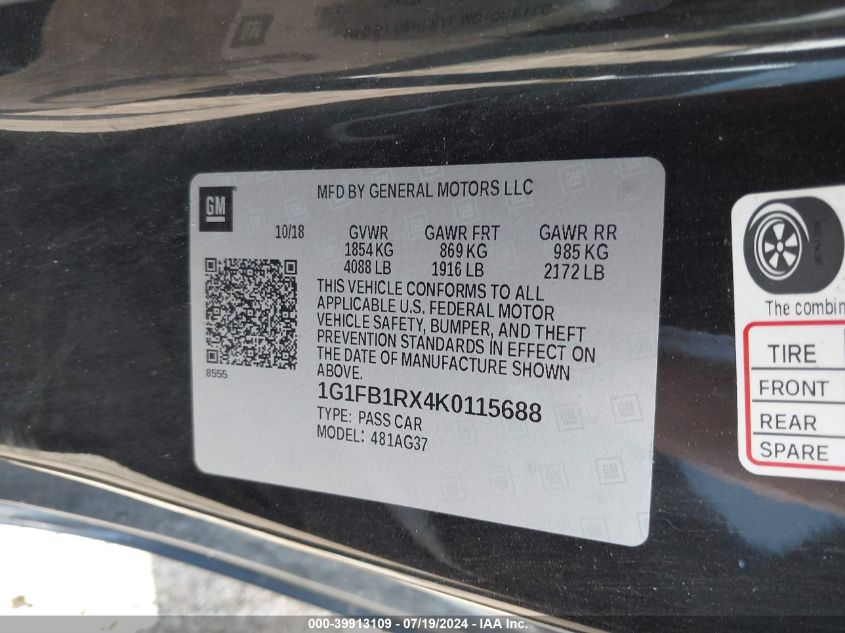 GM
MFD BY GENERAL MOTORS LLC
10/18 GVWR GAWR FRT GAWR RR
1854 KG 869 KG 985 KG
4088 LB 1916 LB 2172 LB
THIS VEHICLE CONFORMS TO ALL
APPLICABLE U.S. FEDERAL MOTOR
VEHICLE SAFETY, BUMPER, AND THEFT
PREVENTION STANDARDS IN EFFECT ON
THE DATE OF MANUFACTURE SHOWN
ABOVE.
8555
1G1FB1RX4K0115688
TYPE: PASS CAR
MODEL: 481AG37
The combin
TIRE
FRONT
REAR
SPARE
000-39913109 - 07/19/2024 - IAAI.com